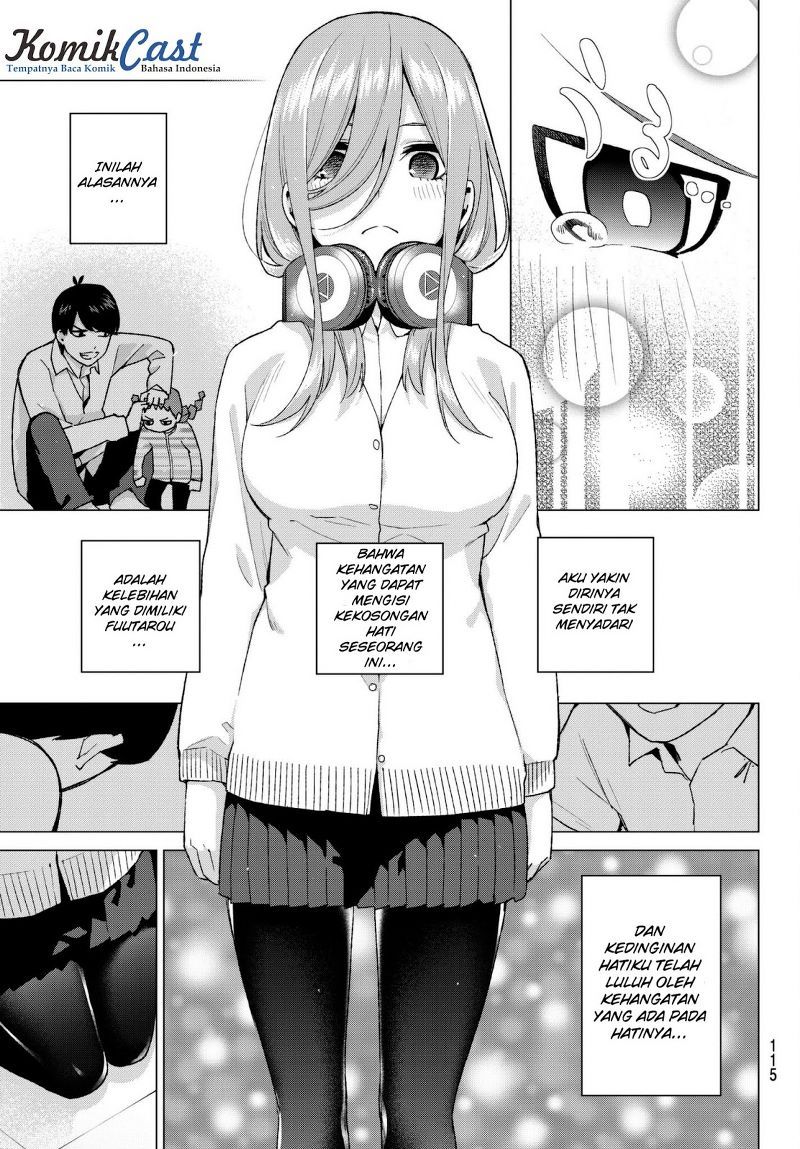 KomikCast
Tempatnya Baca Komik Bahasa Indonesia
INILAH
ALASANNYA
...
AKU YAKIN
DIRINYA
SENDIRI TAK
MENYADARI
BAHWA
KEHANGATAN
YANG DAPAT
MENGISI
KEKOSONGAN
HATI
SESEORANG
INI...
ADALAH
KELEBIHAN
YANG DIMILIKI
FUUTAROU
...
DAN
KEDINGINAN
HATIKU TELAH
LULUH OLEH
KEHANGATAN
YANG ADA PADA
HATINYA...
115